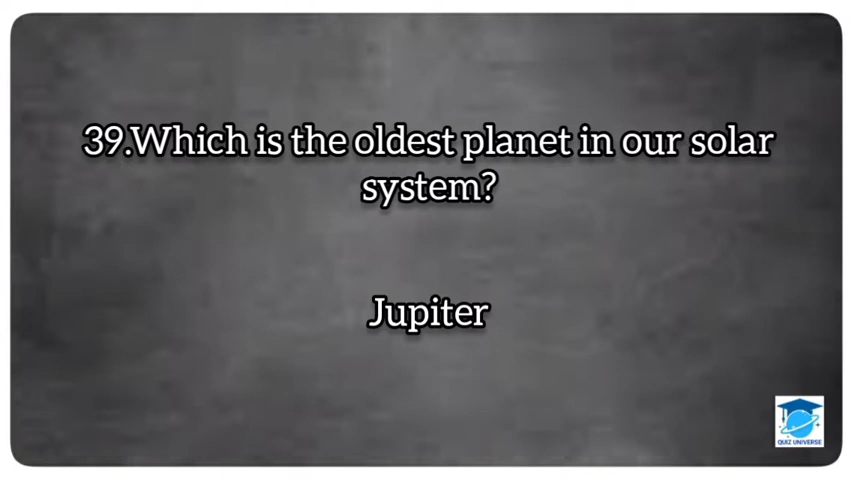 39.Which is the oldest planet in our solar
system?
Jupiter
QUIZ UNIVERSE